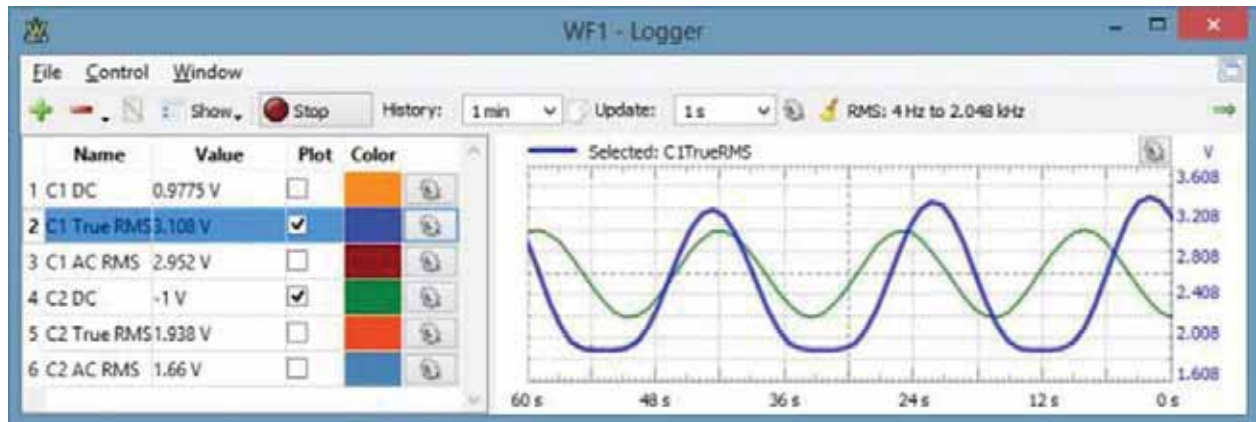 WF1 - Logger
File Control Window
Show Stop History: 1 min Update: 1 s RMS: 4 Hz to 2.048 kHz
Name Value Plot Color
1 C1 DC 0.9775 V
2 C1 True RMS 3.108 V
3 C1 AC RMS 2.952 V
4 C2 DC -1 V
5 C2 True RMS 1.938 V
6 C2 AC RMS 1.66 V
Selected: C1TrueRMS
V
3.608
3.208
2.808
2.408
2.008
1.608
60 s 48 s 36 s 24 s 12 s 0 s